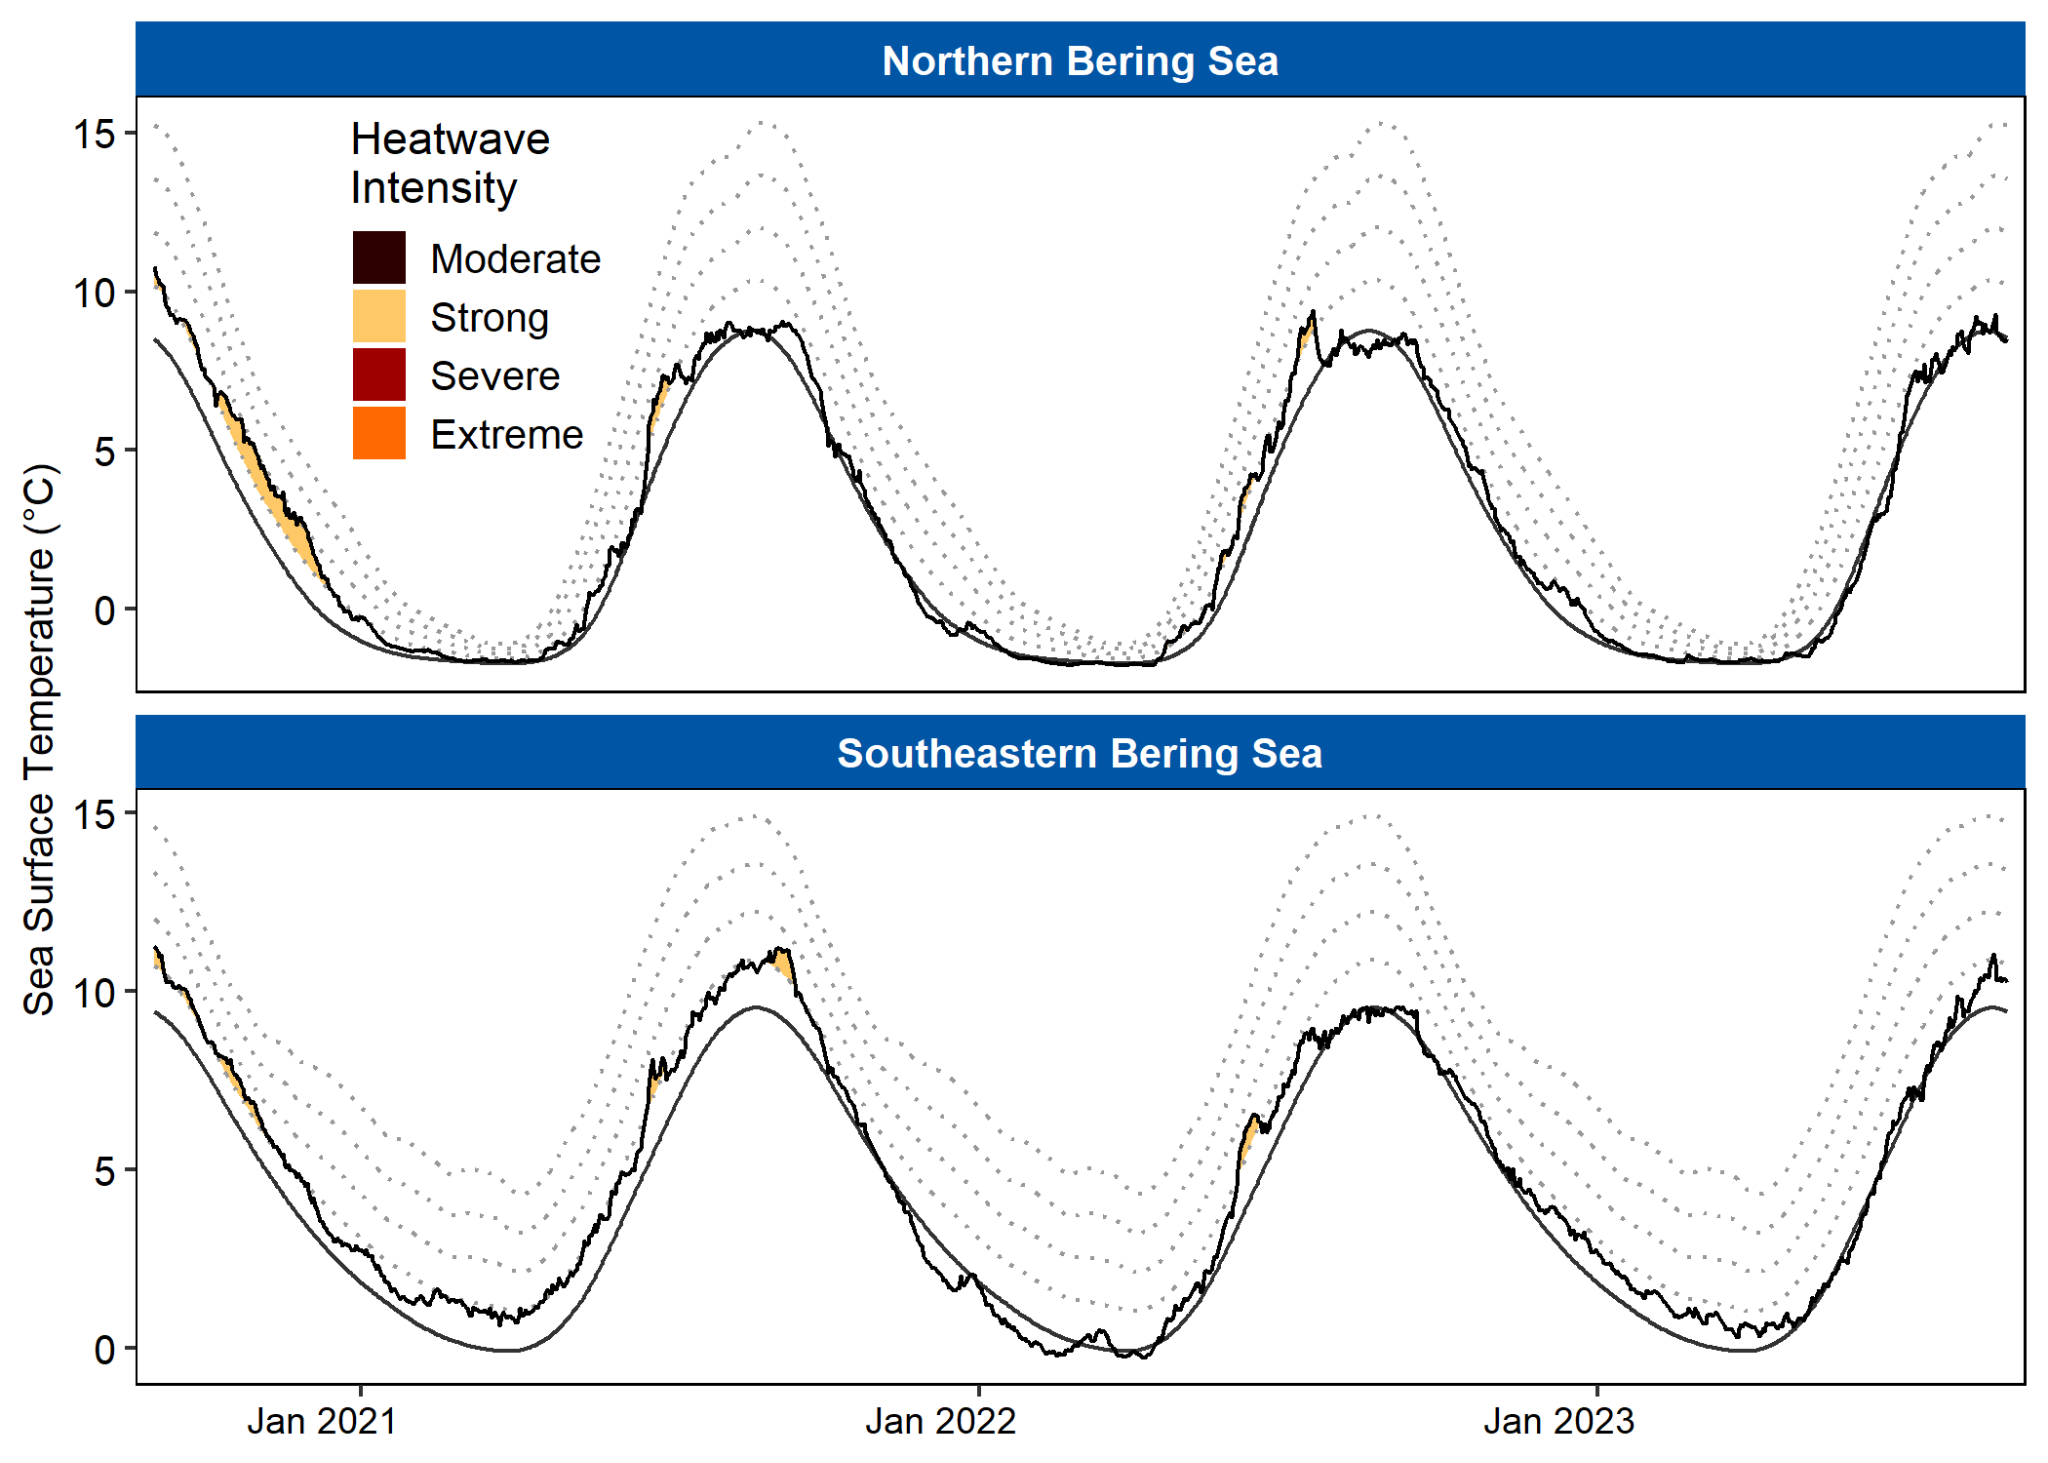 Northern Bering Sea
Heatwave
Intensity
Moderate
Strong
Severe
Extreme
15
10
5
0
Sea Surface Temperature (°C)
Southeastern Bering Sea
15
10
5
0
Jan 2021
Jan 2022
Jan 2023